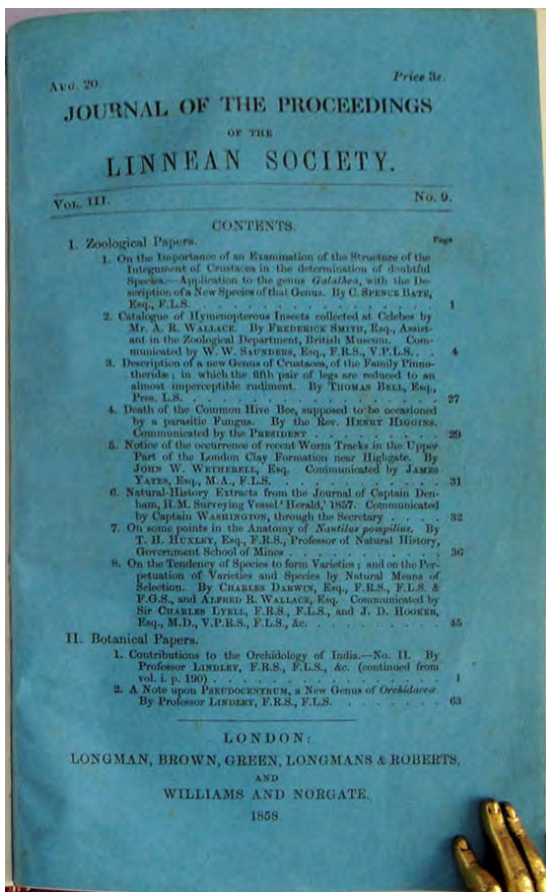 AUG. 20.
Price 3s.
JOURNAL OF THE PROCEEDINGS
OF THE
LINNEAN SOCIETY.
VOL. III.
No. 9.
CONTENTS.
I. Zoological Papers.
Page
1. On the Importance of an Examination of the Structure of the
Integument of Crustacea in the determination of doubtful
Species.—Application to the genus Galathea, with the De-
scription of a New Species of that Genus. By C. SPENCE BATE,
Esq., F.L.S. . . . . . . . . . . . . . . . . 1
2. Catalogue of Hymenopterous Insects collected at Celebes by
Mr. A. R. WALLACE. By FREDERICK SMITH, Esq., Assist-
ant in the Zoological Department, British Museum. Com-
municated by W. W. SAUNDERS, Esq., F.R.S., V.P.L.S. . . 4
3. Description of a new Genus of Crustacea, of the Family Pinno-
theridæ; in which the fifth pair of legs are reduced to an
almost imperceptible rudiment. By THOMAS BELL, Esq.,
Pres. L.S. . . . . . . . . . . . . . . . . 27
4. Death of the Common Hive Bee, supposed to be occasioned
by a parasitic Fungus. By the Rev. HENRY HIGGINS.
Communicated by the PRESIDENT . . . . . . . . . 29
5. Notice of the occurrence of recent Worm Tracks in the Upper
Part of the London Clay Formation near Highgate. By
JOHN W. WETHERELL, Esq. Communicated by JAMES
YATES, Esq., M.A., F.L.S. . . . . . . . . . . . 31
6. Natural-History Extracts from the Journal of Captain Den-
ham, H.M. Surveying Vessel 'Herald,' 1857. Communicated
by Captain WASHINGTON, through the Secretary . . . . 32
7. On some points in the Anatomy of Nautilus pompilius. By
T. H. HUXLEY, Esq., F.R.S., Professor of Natural History,
Government School of Mines . . . . . . . . . . . 36
8. On the Tendency of Species to form Varieties; and on the Per-
petuation of Varieties and Species by Natural Means of
Selection. By CHARLES DARWIN, Esq., F.R.S., F.L.S. &
F.G.S., and ALFRED R. WALLACE, Esq. Communicated by
Sir CHARLES LYELL, F.R.S., F.L.S., and J. D. HOOKER,
Esq., M.D., V.P.R.S., F.L.S., &c. . . . . . . . . . 45
II. Botanical Papers.
1. Contributions to the Orchidology of India.—No. II. By
Professor LINDLEY, F.R.S., F.L.S., &c. (continued from
vol. i. p. 190) . . . . . . . . . . . . . . . 1
2. A Note upon PSEUDOCENTRUM, a New Genus of Orchidaceæ.
By Professor LINDLEY, F.R.S., F.L.S. . . . . . . . 63
LONDON:
LONGMAN, BROWN, GREEN, LONGMANS & ROBERTS,
AND
WILLIAMS AND NORGATE.
1858.